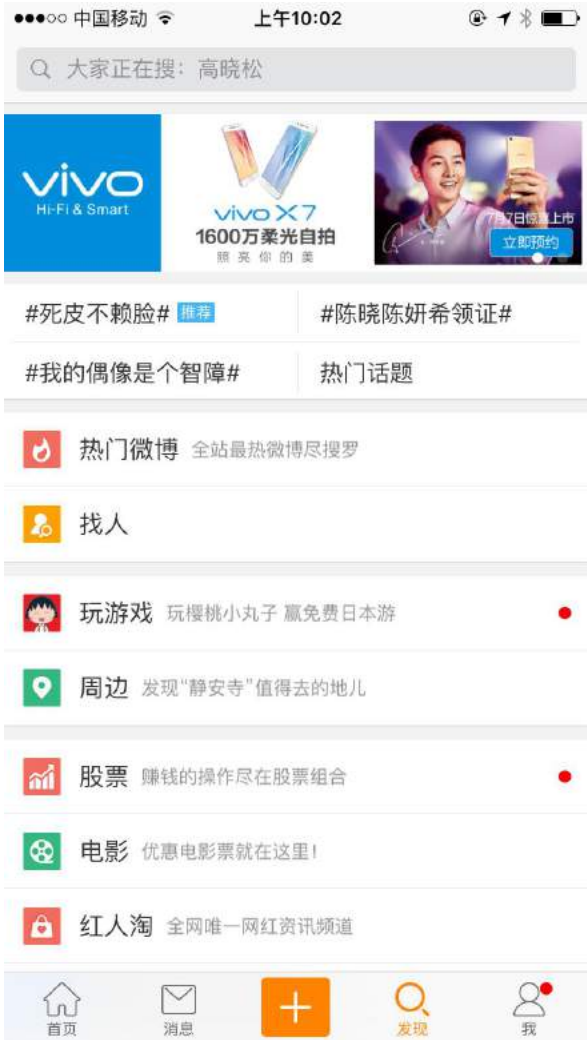 中国移动
上午10:02
大家正在搜：高晓松
vivo
Hi-Fi & Smart
vivo X7
1600万柔光自拍
照亮你的美
7月7日惊喜上市
立即预约
#死皮不赖脸# 推荐
#陈晓陈妍希领证#
#我的偶像是个智障#
热门话题
热门微博 全站最热微博尽搜罗
找人
玩游戏 玩樱桃小丸子 赢免费日本游
周边 发现"静安寺"值得去的地儿
股票 赚钱的操作尽在股票组合
电影 优惠电影票就在这里!
红人淘 全网唯一网红资讯频道
首页
消息
发现
我